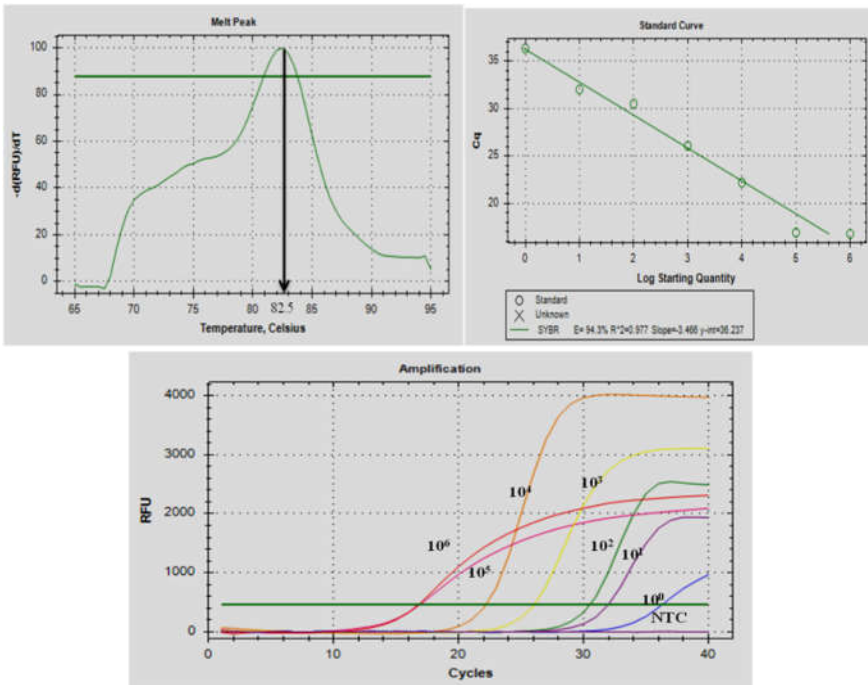 Melt Peak
100
80
60
40
20
0
-d(RFU)/dT
65 70 75 80 82.5 85 90 95
Temperature, Celsius
Standard Curve
35
30
25
20
Cq
0 1 2 3 4 5 6
Log Starting Quantity
Standard
Unknown
SYBR E= 94.3% R^2=0.977 Slope=-3.466 y-int=36.237
Amplification
4000
3000
2000
1000
0
RFU
10⁴
10³
10⁶
10⁵
10²
10¹
10⁰
NTC
0 10 20 30 40
Cycles